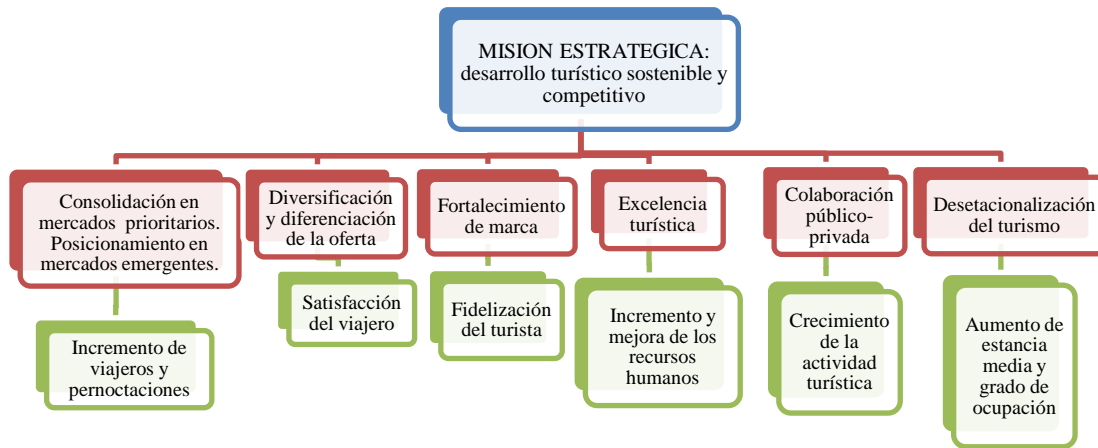 MISION ESTRATEGICA:
desarrollo turístico sostenible y
competitivo
Consolidación en
mercados prioritarios.
Posicionamiento en
mercados emergentes.
Diversificación
y diferenciación
de la oferta
Fortalecimiento
de marca
Excelencia
turística
Colaboración
público-
privada
Desetacionalización
del turismo
Incremento de
viajeros y
pernoctaciones
Satisfacción
del viajero
Fidelización
del turista
Incremento y
mejora de los
recursos
humanos
Crecimiento
de la
actividad
turística
Aumento de
estancia
media y
grado de
ocupación